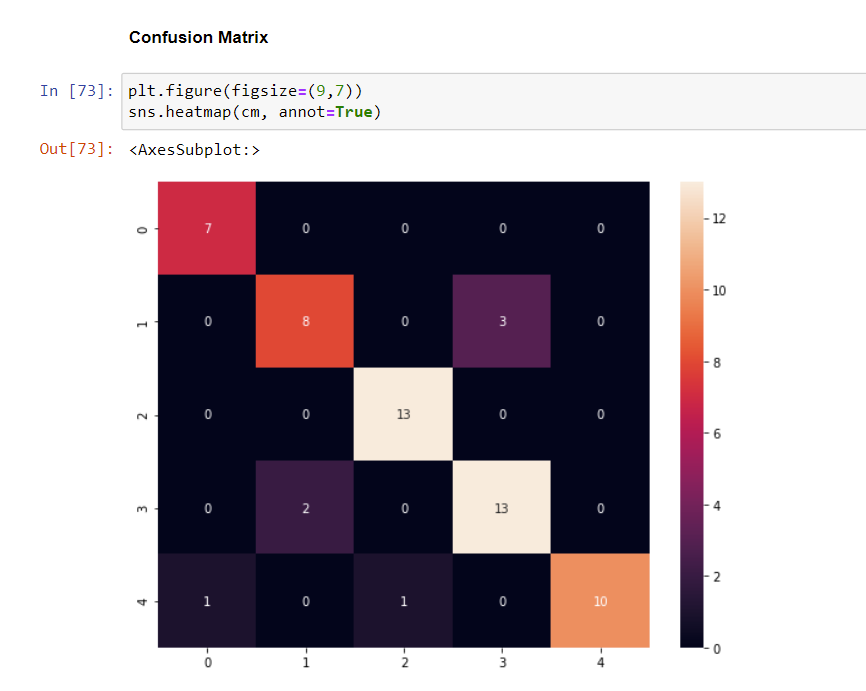 Confusion Matrix
In [73]: plt.figure(figsize=(9,7))
sns.heatmap(cm, annot=True)
Out[73]: <AxesSubplot:>
0 7 0 0 0 0
1 0 8 0 3 0
2 0 0 13 0 0
3 0 2 0 13 0
4 1 0 1 0 10
0 1 2 3 4
12
10
8
6
4
2
0